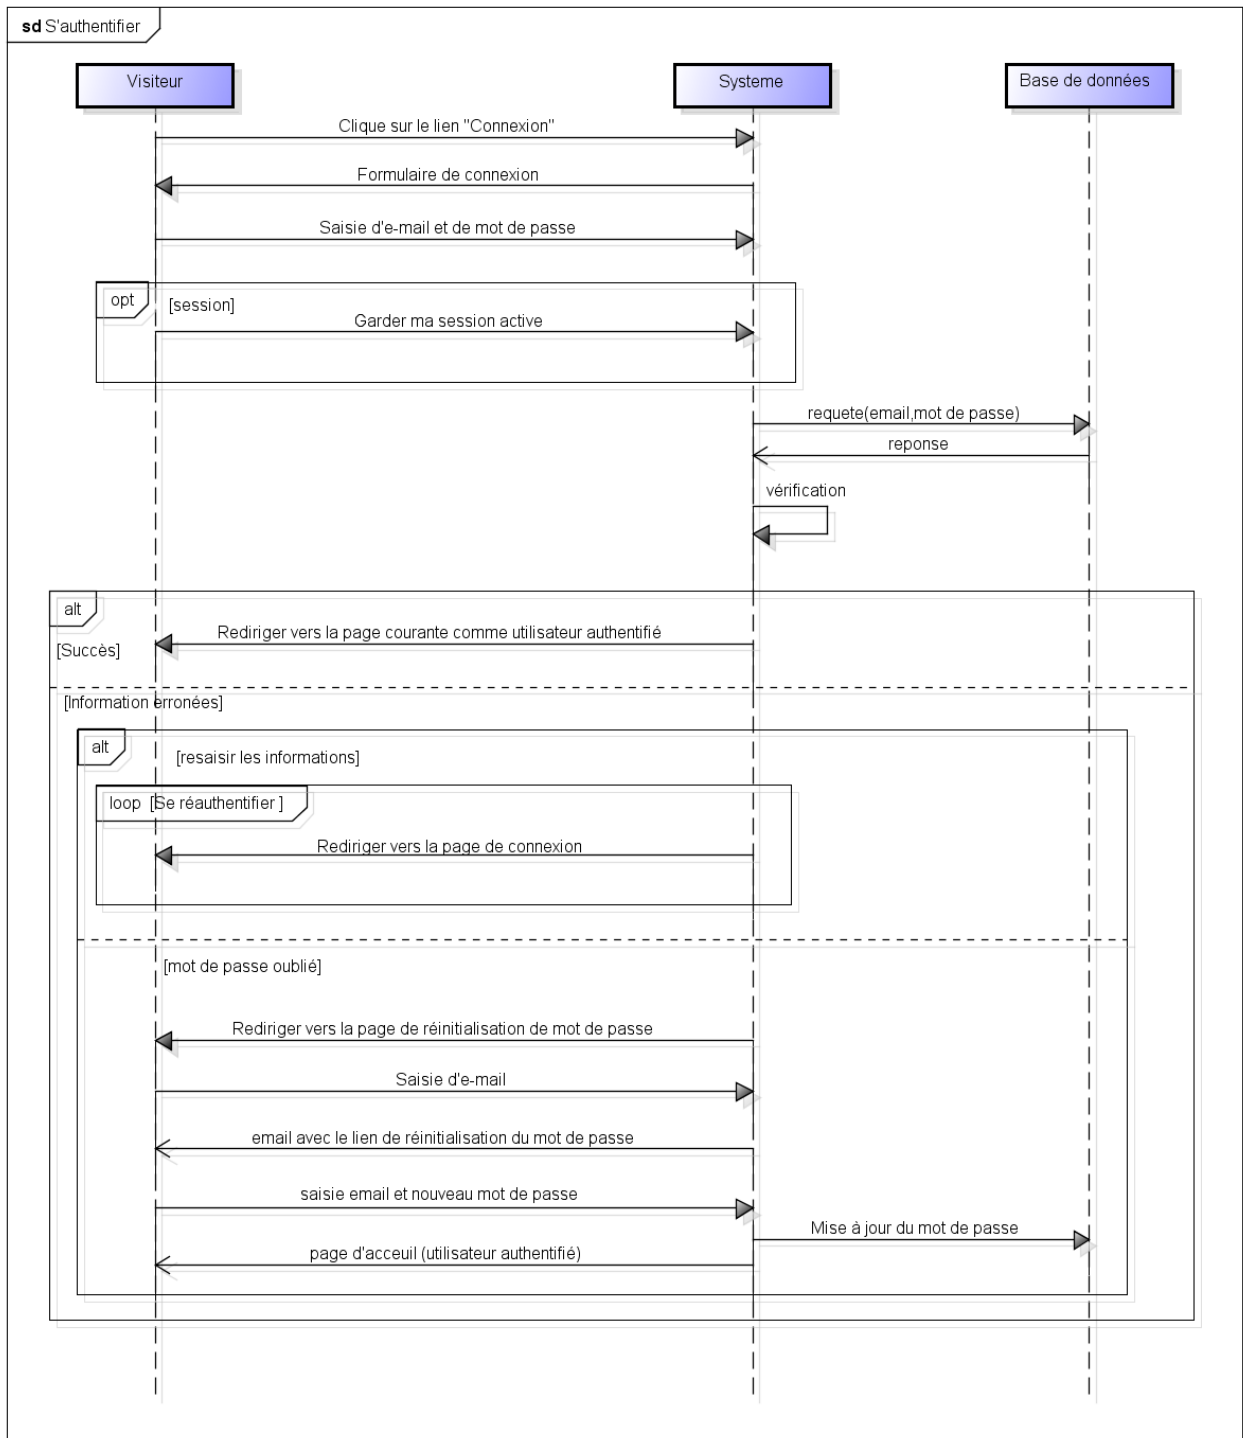 sd S'authentifier
Visiteur
Systeme
Base de données
Clique sur le lien "Connexion"
Formulaire de connexion
Saisie d'e-mail et de mot de passe
opt
[session]
Garder ma session active
requete(email,mot de passe)
reponse
vérification
alt
Rediriger vers la page courante comme utilisateur authentifié
[Succès]
[Information erronées]
alt
[resaisir les informations]
loop [Se réauthentifier ]
Rediriger vers la page de connexion
[mot de passe oublié]
Rediriger vers la page de réinitialisation de mot de passe
Saisie d'e-mail
email avec le lien de réinitialisation du mot de passe
saisie email et nouveau mot de passe
Mise à jour du mot de passe
page d'acceuil (utilisateur authentifié)